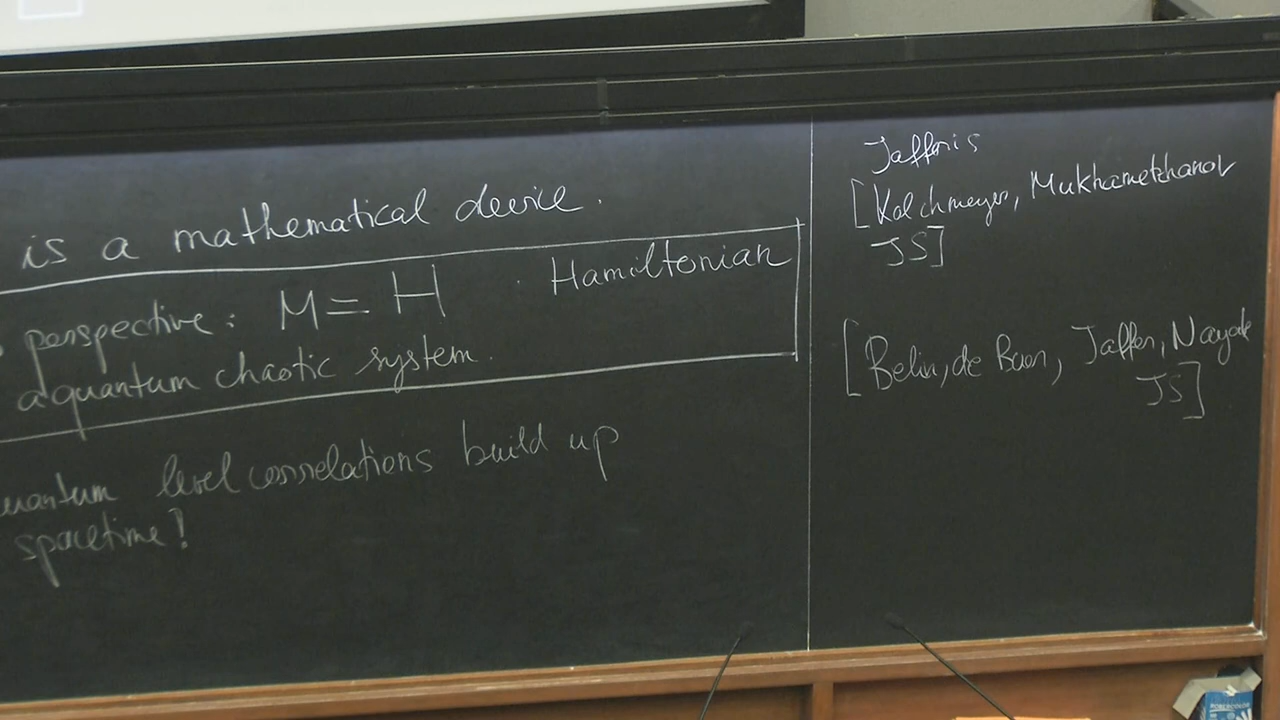 is a mathematical device.
perspective: M = H Hamiltonian
a quantum chaotic system.
uantum level correlations build up
spacetime!
Jafferis
[Kolchmeyer, Mukhametzhanov
JS]
[Belin, de Boer, Jaffer, Nayak
JS]